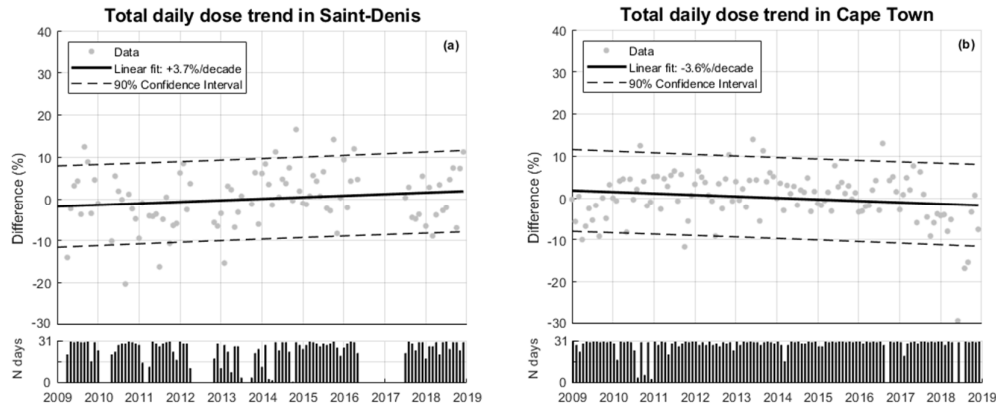 Total daily dose trend in Saint-Denis
(a)
Data
Linear fit: +3.7%/decade
90% Confidence Interval
Difference (%)
40
30
20
10
0
-10
-20
-30
N days
31
0
2009 2010 2011 2012 2013 2014 2015 2016 2017 2018 2019
Total daily dose trend in Cape Town
(b)
Data
Linear fit: -3.6%/decade
90% Confidence Interval
Difference (%)
40
30
20
10
0
-10
-20
-30
N days
31
0
2009 2010 2011 2012 2013 2014 2015 2016 2017 2018 2019